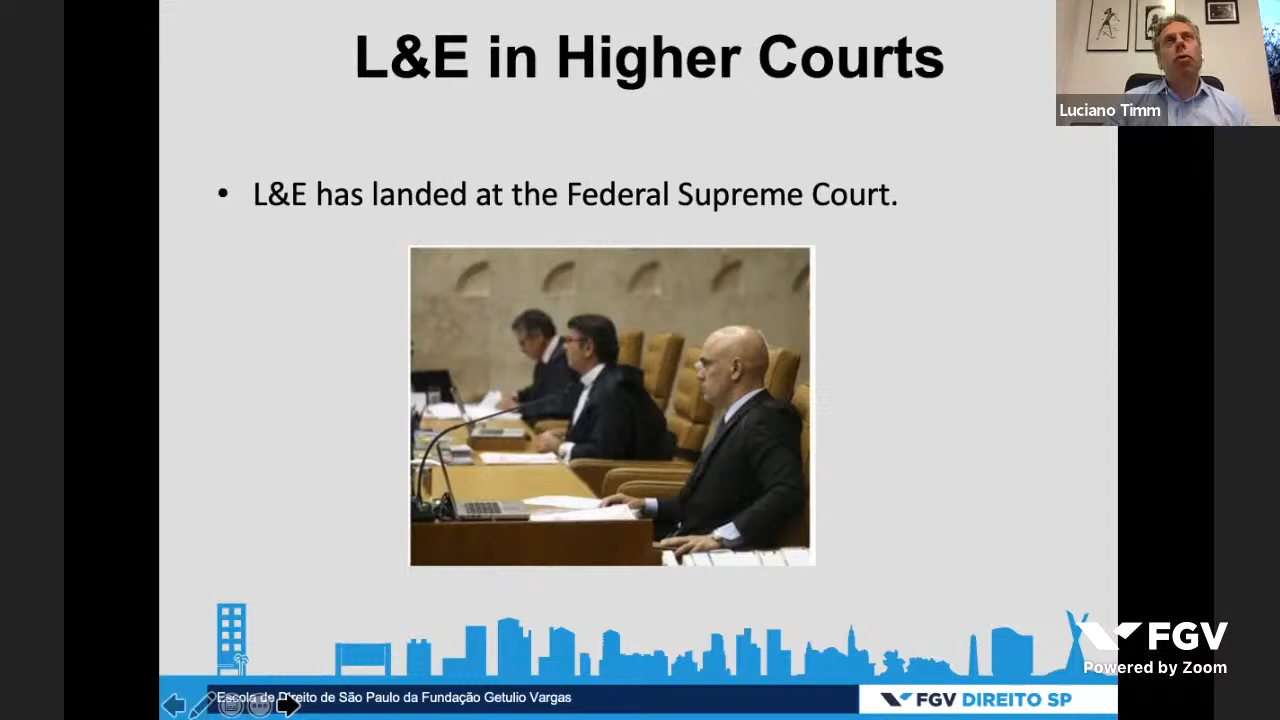 L&E in Higher Courts
Luciano Timm
• L&E has landed at the Federal Supreme Court.
FGV
Powered by Zoom
Escola de Direito de São Paulo da Fundação Getulio Vargas
FGV DIREITO SP